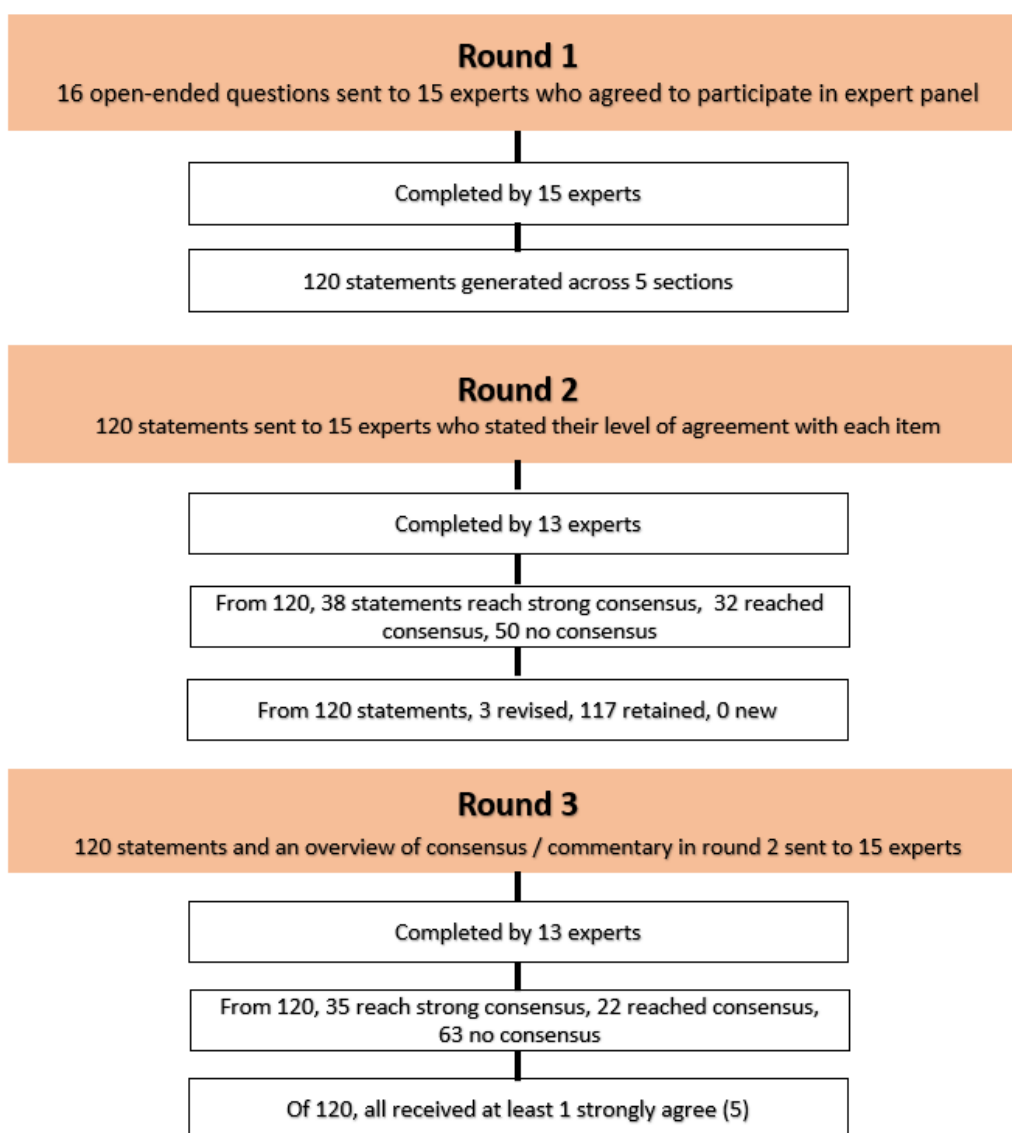 Round 1
16 open-ended questions sent to 15 experts who agreed to participate in expert panel
Completed by 15 experts
120 statements generated across 5 sections
Round 2
120 statements sent to 15 experts who stated their level of agreement with each item
Completed by 13 experts
From 120, 38 statements reach strong consensus, 32 reached
consensus, 50 no consensus
From 120 statements, 3 revised, 117 retained, 0 new
Round 3
120 statements and an overview of consensus / commentary in round 2 sent to 15 experts
Completed by 13 experts
From 120, 35 reach strong consensus, 22 reached consensus,
63 no consensus
Of 120, all received at least 1 strongly agree (5)